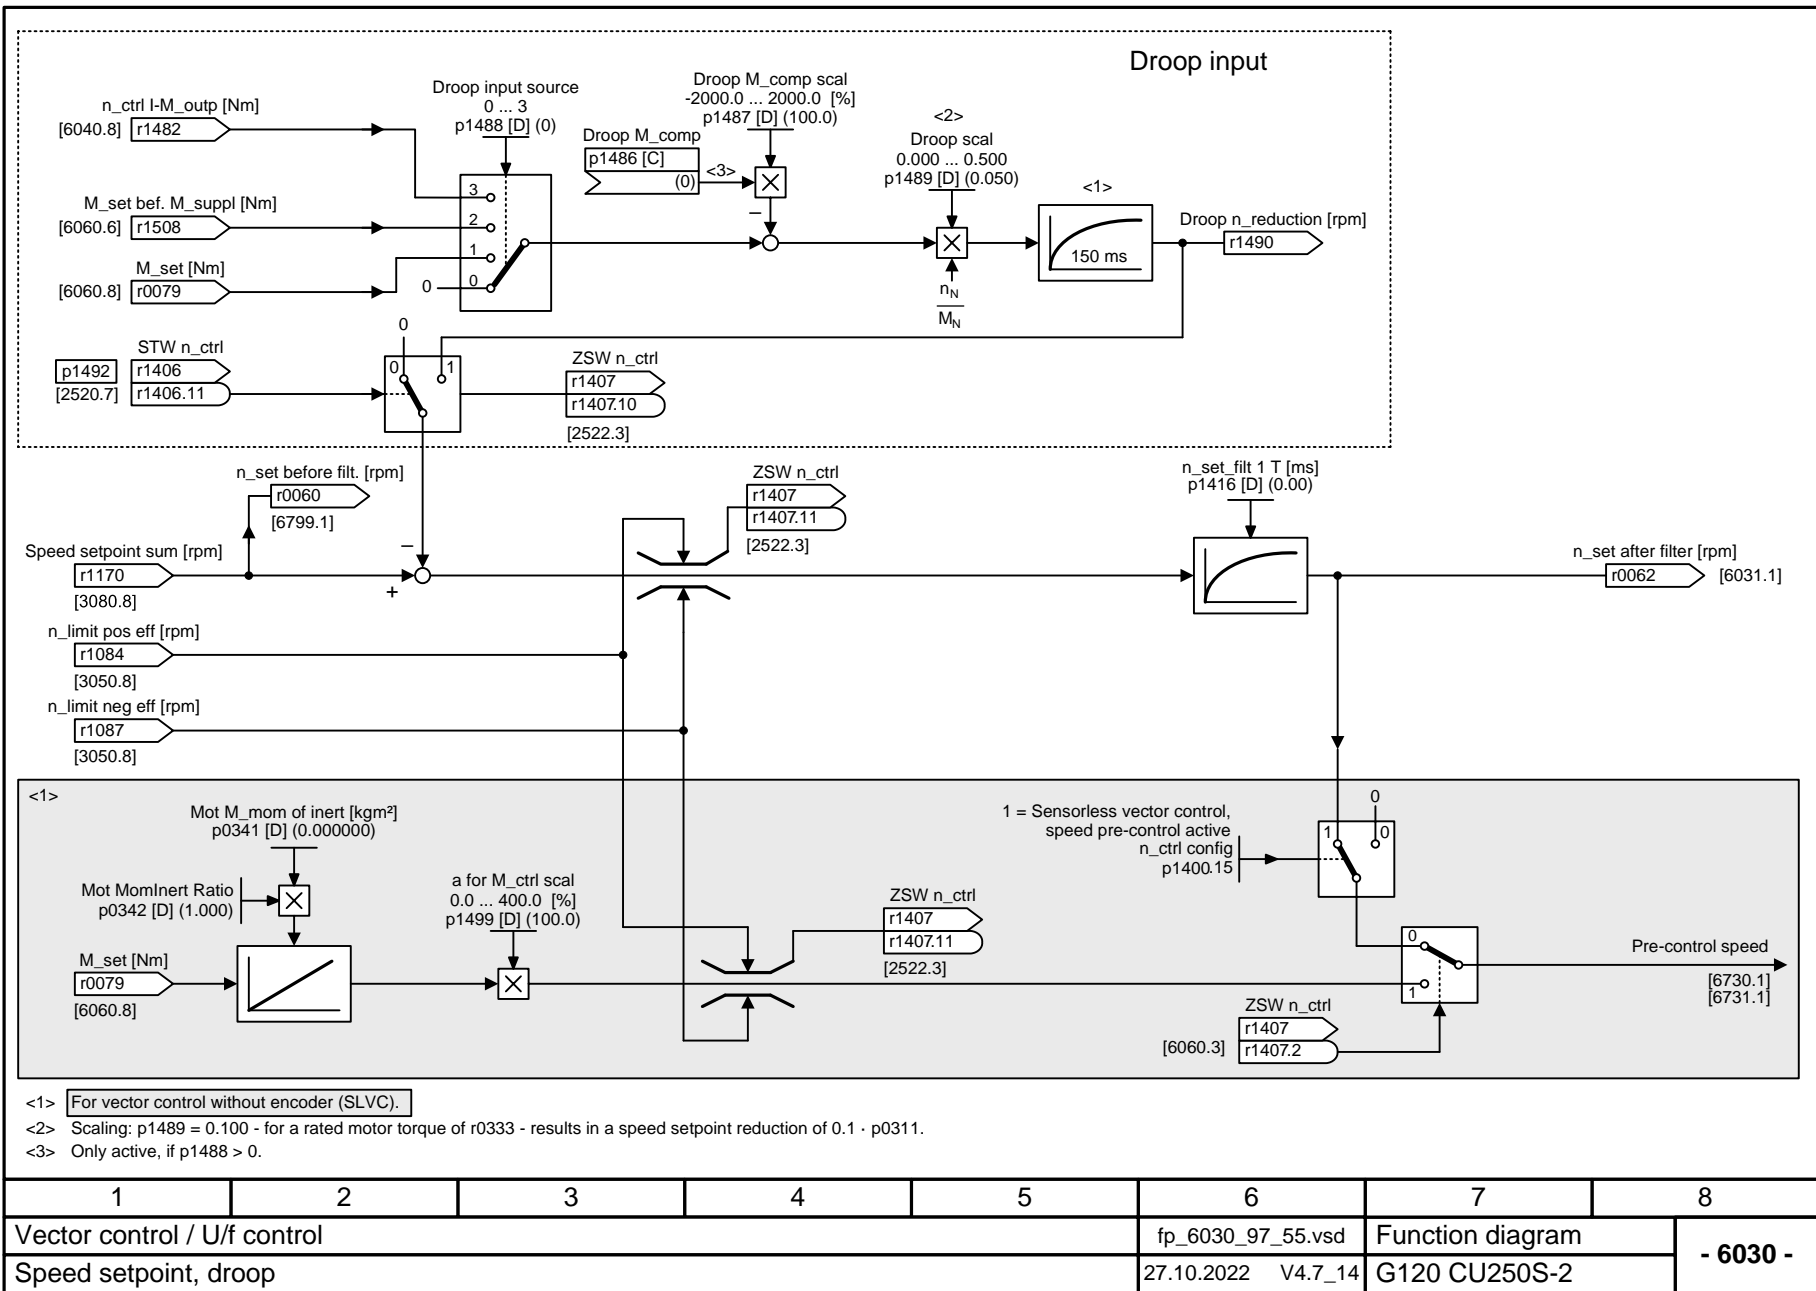 Droop input
n_ctrl I-M_outp [Nm]
[6040.8] r1482
Droop input source
0 ... 3
p1488 [D] (0)
Droop M_comp scal
-2000.0 ... 2000.0 [%]
p1487 [D] (100.0)
Droop M_comp
p1486 [C]
(0)
<3>
<2>
Droop scal
0.000 ... 0.500
p1489 [D] (0.050)
<1>
150 ms
Droop n_reduction [rpm]
r1490
M_set bef. M_suppl [Nm]
[6060.6] r1508
M_set [Nm]
[6060.8] r0079
3
2
1
0 0
–
nN
MN
STW n_ctrl
p1492 r1406
[2520.7] r1406.11
0
0 1
ZSW n_ctrl
r1407
r1407.10
[2522.3]
n_set before filt. [rpm]
r0060
[6799.1]
ZSW n_ctrl
r1407
r1407.11
[2522.3]
n_set_filt 1 T [ms]
p1416 [D] (0.00)
Speed setpoint sum [rpm]
r1170
[3080.8]
–
+
n_set after filter [rpm]
r0062 [6031.1]
n_limit pos eff [rpm]
r1084
[3050.8]
n_limit neg eff [rpm]
r1087
[3050.8]
<1>
Mot M_mom of inert [kgm²]
p0341 [D] (0.000000)
Mot MomInert Ratio
p0342 [D] (1.000)
a for M_ctrl scal
0.0 ... 400.0 [%]
p1499 [D] (100.0)
M_set [Nm]
r0079
[6060.8]
ZSW n_ctrl
r1407
r1407.11
[2522.3]
1 = Sensorless vector control,
speed pre-control active
n_ctrl config
p1400.15
0
1 0
0
1
Pre-control speed
[6730.1]
[6731.1]
ZSW n_ctrl
r1407
[6060.3] r1407.2
<1> For vector control without encoder (SLVC).
<2> Scaling: p1489 = 0.100 - for a rated motor torque of r0333 - results in a speed setpoint reduction of 0.1 · p0311.
<3> Only active, if p1488 > 0.
1 2 3 4 5 6 7 8
Vector control / U/f control fp_6030_97_55.vsd Function diagram
- 6030 -
Speed setpoint, droop 27.10.2022 V4.7_14 G120 CU250S-2